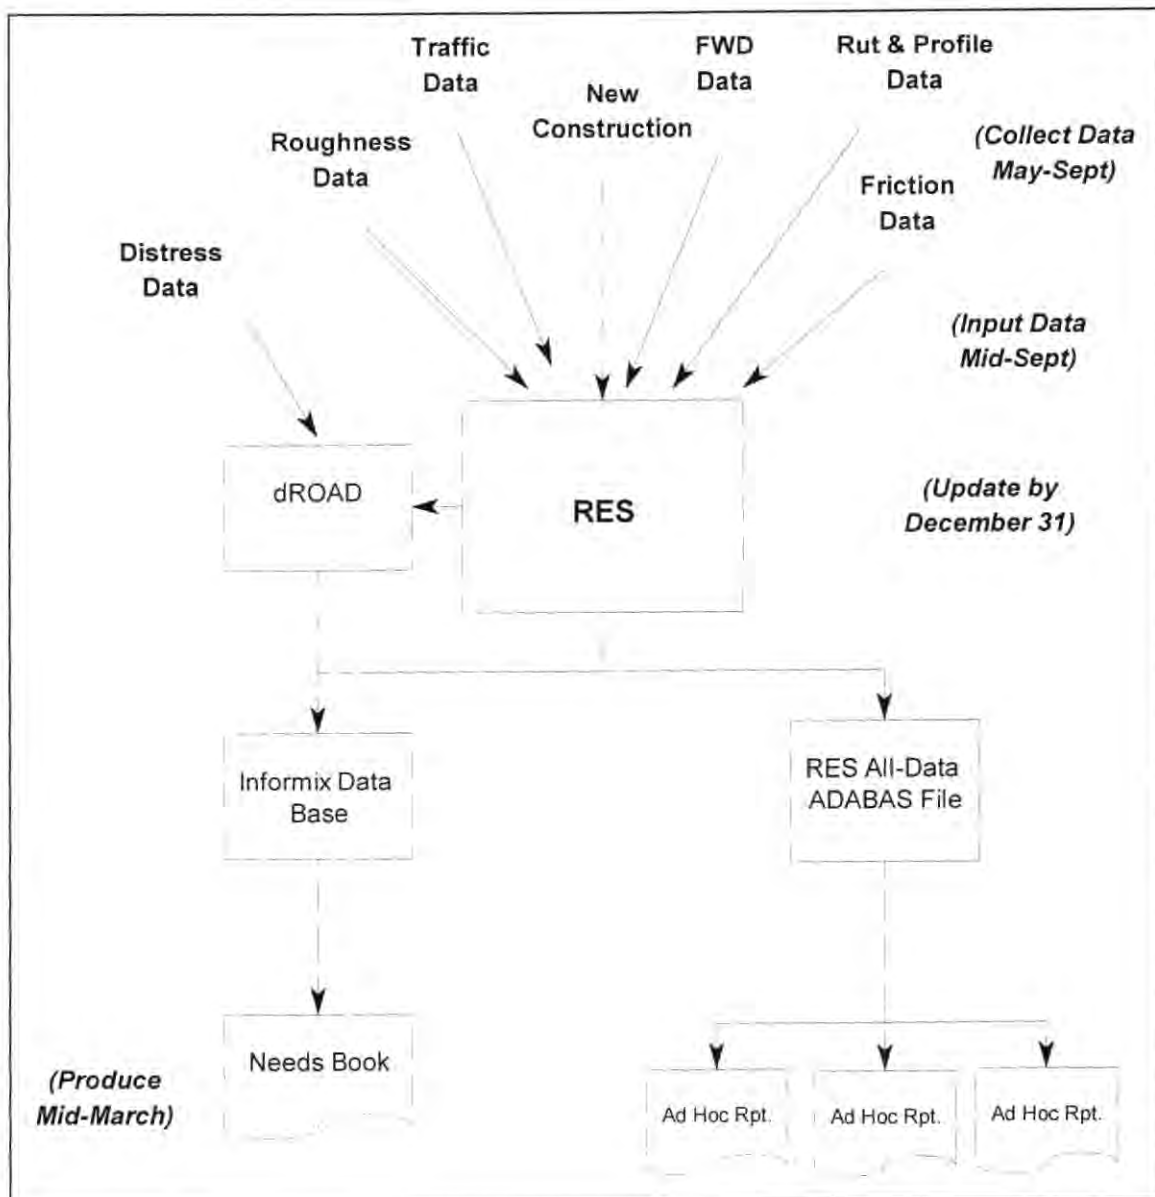 Traffic
Data
FWD
Data
Rut & Profile
Data
New
Construction
(Collect Data
May-Sept)
Roughness
Data
Friction
Data
Distress
Data
(Input Data
Mid-Sept)
dROAD
RES
(Update by
December 31)
Informix Data
Base
RES All-Data
ADABAS File
Needs Book
(Produce
Mid-March)
Ad Hoc Rpt.
Ad Hoc Rpt.
Ad Hoc Rpt.